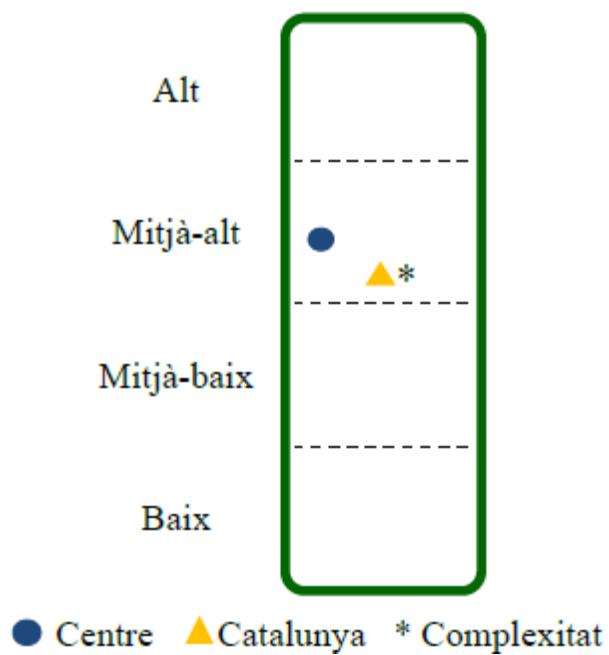 Alt
Mitjà-alt
*
Mitjà-baix
Baix
Centre Catalunya * Complexitat